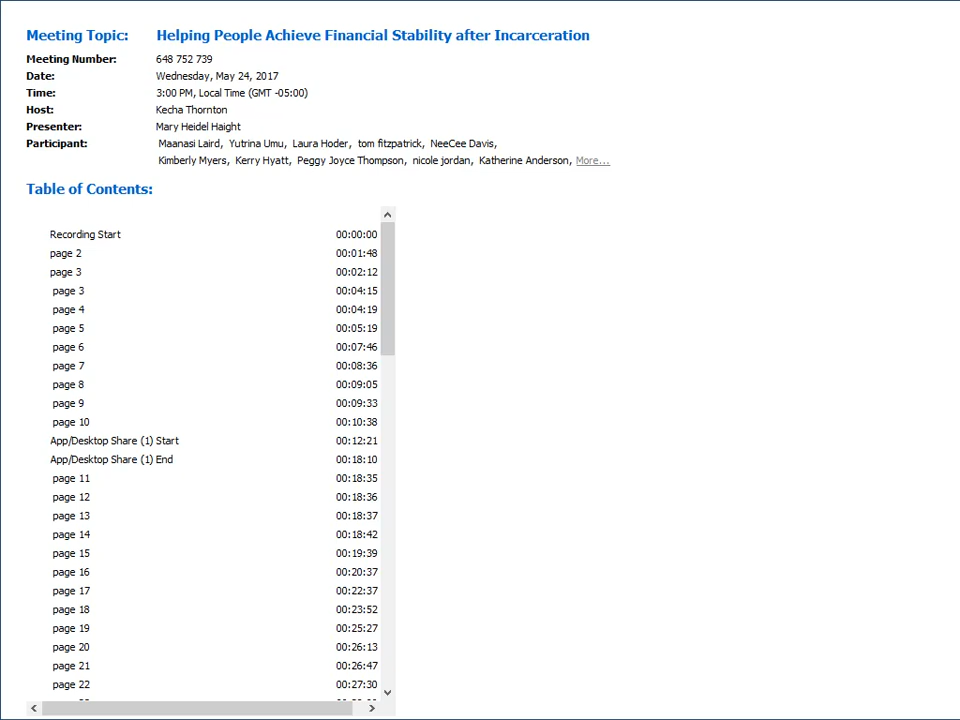 Meeting Topic: Helping People Achieve Financial Stability after Incarceration
Meeting Number: 648 752 739
Date: Wednesday, May 24, 2017
Time: 3:00 PM, Local Time (GMT -05:00)
Host: Kecha Thornton
Presenter: Mary Heidel Haight
Participant: Maanasi Laird, Yutrina Umu, Laura Hoder, tom fitzpatrick, NeeCee Davis,
Kimberly Myers, Kerry Hyatt, Peggy Joyce Thompson, nicole jordan, Katherine Anderson, More...
Table of Contents:
Recording Start 00:00:00
page 2 00:01:48
page 3 00:02:12
page 3 00:04:15
page 4 00:04:19
page 5 00:05:19
page 6 00:07:46
page 7 00:08:36
page 8 00:09:05
page 9 00:09:33
page 10 00:10:38
App/Desktop Share (1) Start 00:12:21
App/Desktop Share (1) End 00:18:10
page 11 00:18:35
page 12 00:18:36
page 13 00:18:37
page 14 00:18:42
page 15 00:19:39
page 16 00:20:37
page 17 00:22:37
page 18 00:23:52
page 19 00:25:27
page 20 00:26:13
page 21 00:26:47
page 22 00:27:30